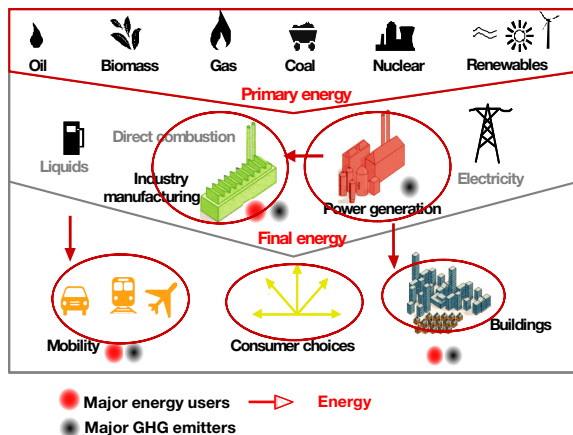 Oil
Biomass
Gas
Coal
Nuclear
Renewables
Primary energy
Direct combustion
Liquids
Industry
manufacturing
Power generation
Electricity
Final energy
Mobility
Consumer choices
Buildings
Major energy users
Energy
Major GHG emitters